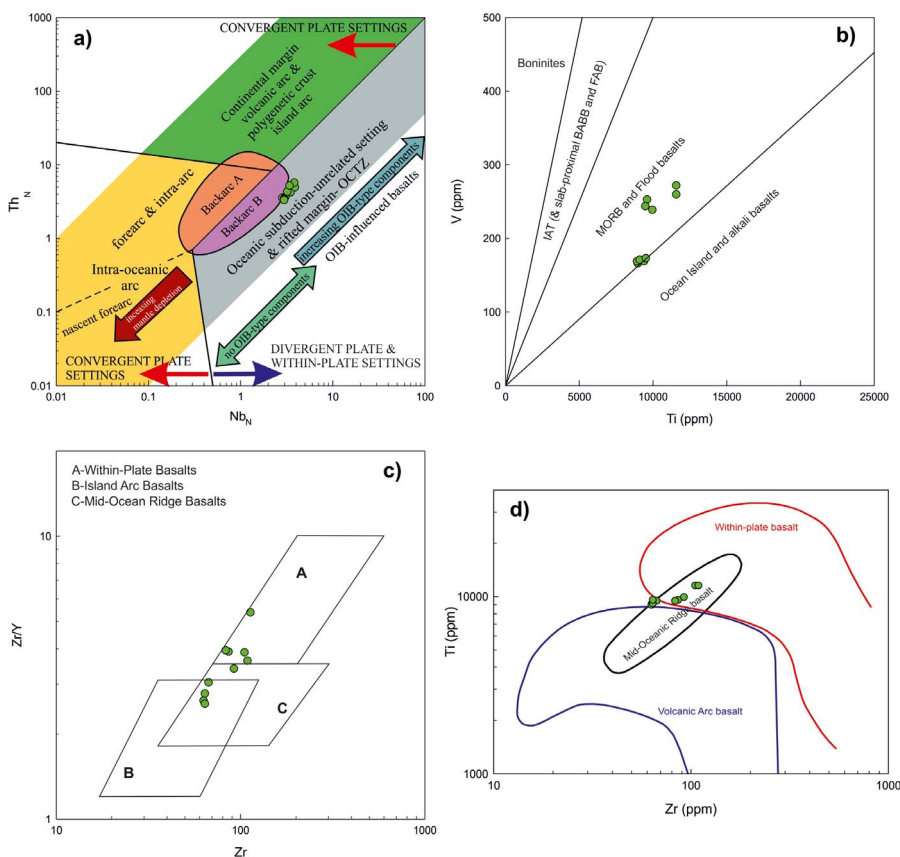 a)
1000
100
10
1
0.1
0.01
Th N
0.01
0.1
1
10
100
Nb N
CONVERGENT PLATE SETTINGS
Continental margin
volcanic arc &
polygenetic crust
island arc
forearc & intra-arc
Backarc A
Backarc B
Oceanic subduction-unrelated setting
& rifted margin- OCTZ
increasing OIB-type components
OIB-influenced basalts
no OIB-type components
Intra-oceanic
arc
nascent forearc
inceasing
mantle depletion
CONVERGENT PLATE
SETTINGS
DIVERGENT PLATE &
WITHIN-PLATE SETTINGS
b)
500
400
300
200
100
0
V (ppm)
0
5000
10000
15000
20000
25000
Ti (ppm)
Boninites
IAT (& slab-proximal BABB and FAB)
MORB and Flood basalts
Ocean Island and alkali basalts
c)
A-Within-Plate Basalts
B-Island Arc Basalts
C-Mid-Ocean Ridge Basalts
10
1
Zr/Y
A
B
C
10
100
1000
Zr
d)
10000
1000
Ti (ppm)
Within-plate basalt
Mid-Oceanic Ridge basalt
Volcanic Arc basalt
10
100
1000
Zr (ppm)